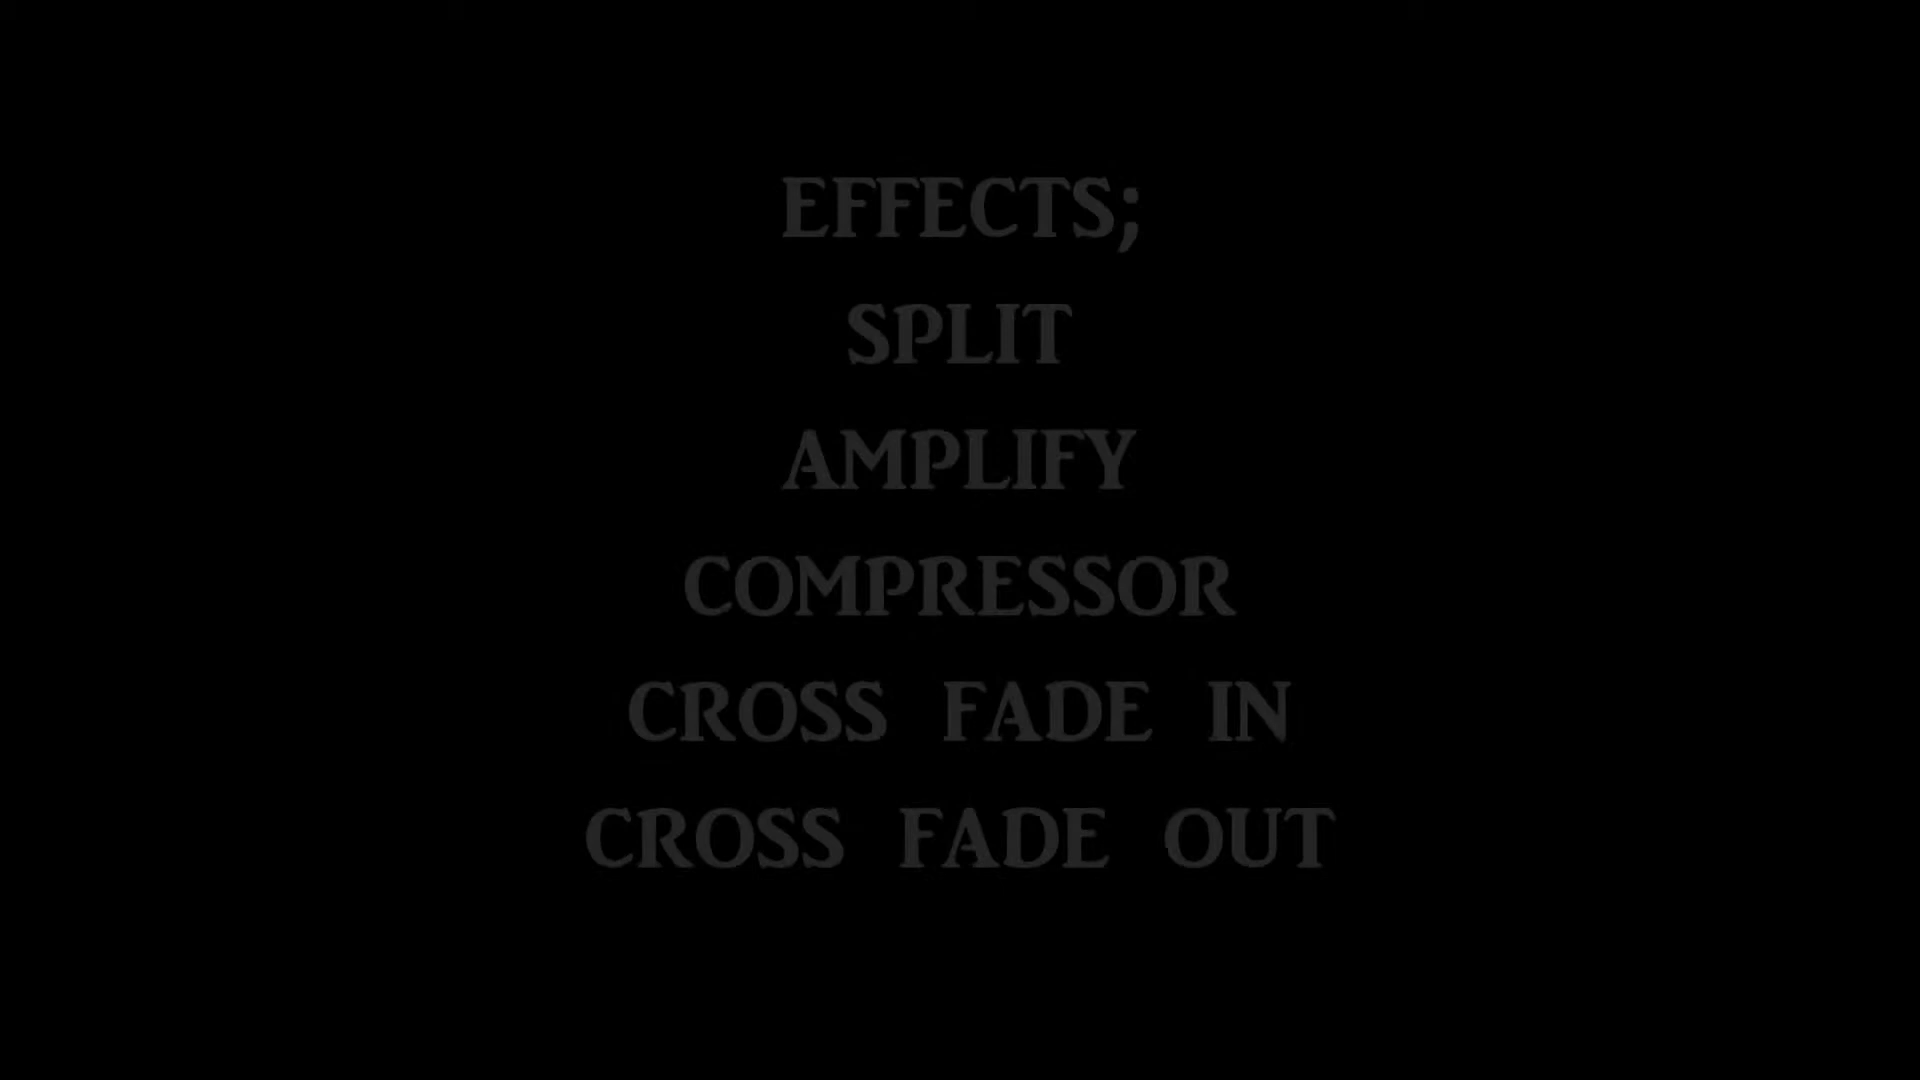 EFFECTS;
SPLIT
AMPLIFY
COMPRESSOR
CROSS FADE IN
CROSS FADE OUT